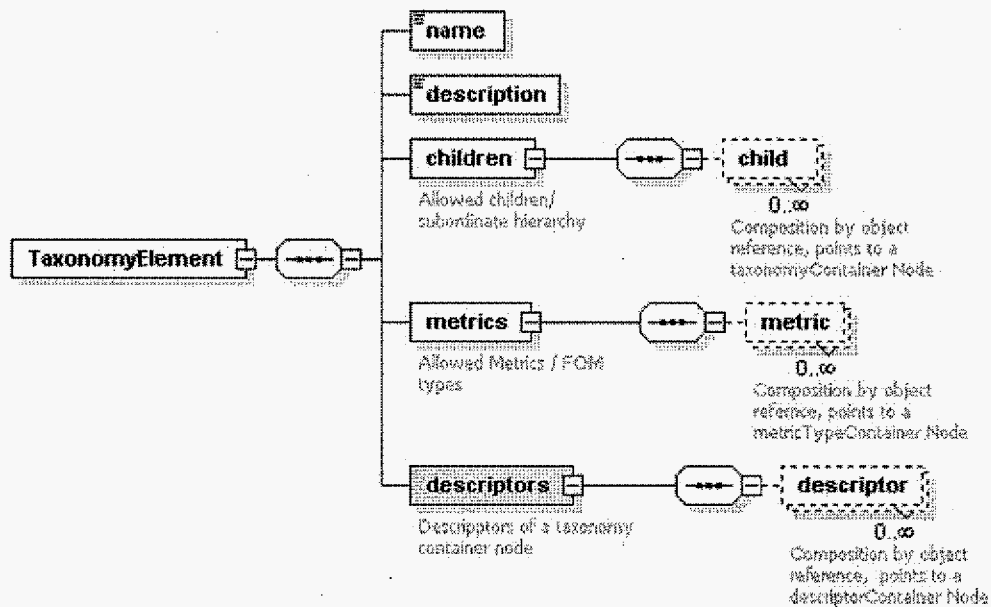 name
description
children
child
Allowed children/
subordinate hierarchy
0..∞
Composition by object
reference, points to a
taxonomyContainer Node
TaxonomyElement
metrics
metric
Allowed Metrics / FOM
types
0..∞
Composition by object
refernce, points to a
metricTypeContainer Node
descriptors
descriptor
Descripptors of a taxonomy
container node
0..∞
Composition by object
reference, points to a
descriptorContainer Node